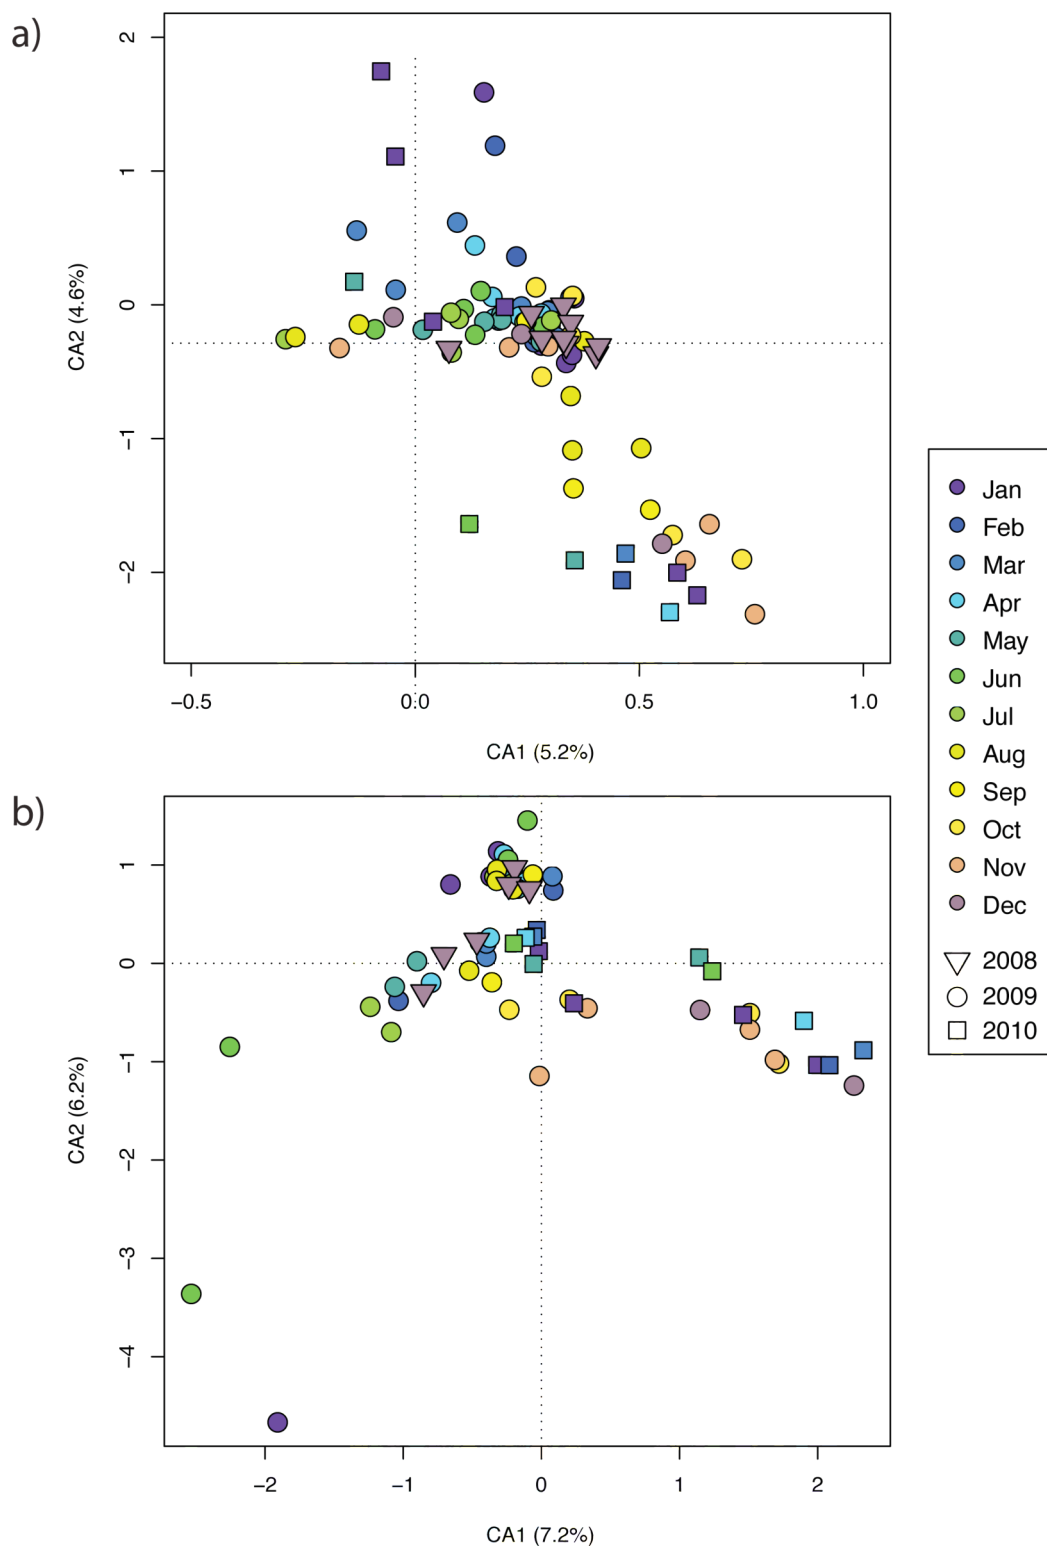 a)
2
1
0
−1
−2
CA2 (4.6%)
−0.5
0.0
0.5
1.0
CA1 (5.2%)
b)
1
0
−1
−2
−3
−4
CA2 (6.2%)
−2
−1
0
1
2
CA1 (7.2%)
Jan
Feb
Mar
Apr
May
Jun
Jul
Aug
Sep
Oct
Nov
Dec
2008
2009
2010